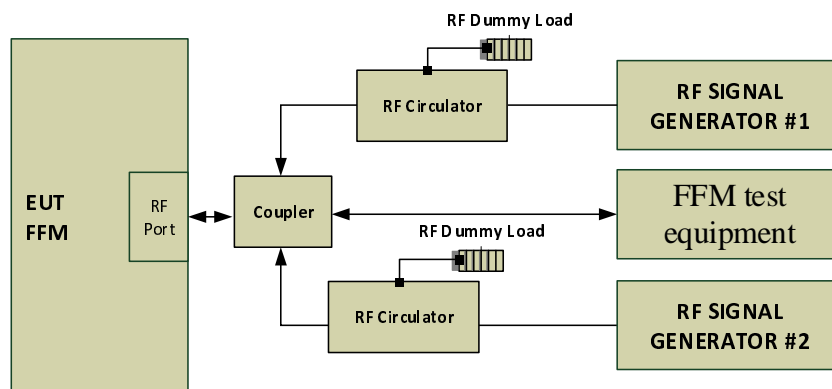 RF Dummy Load
RF Circulator
RF SIGNAL
GENERATOR #1
EUT
FFM
RF
Port
Coupler
FFM test
equipment
RF Dummy Load
RF Circulator
RF SIGNAL
GENERATOR #2